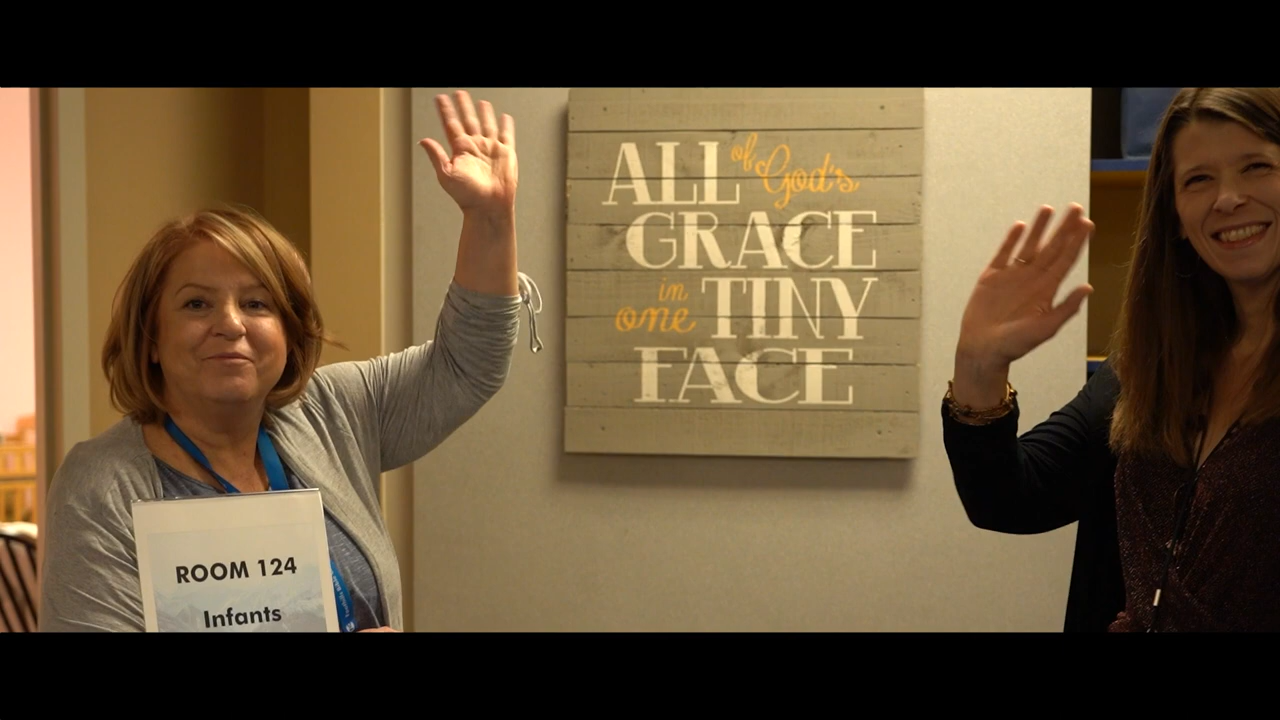 ALL of God's
GRACE
in one TINY
FACE
ROOM 124
Infants